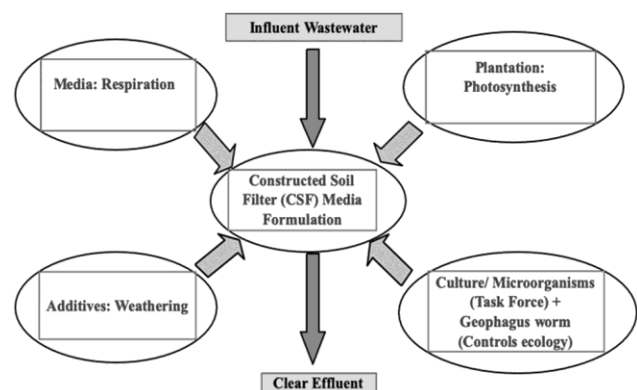 Influent Wastewater
Media: Respiration
Plantation:
Photosynthesis
Constructed Soil
Filter (CSF) Media
Formulation
Additives: Weathering
Culture/ Microorganisms
(Task Force) +
Geophagus worm
(Controls ecology)
Clear Effluent